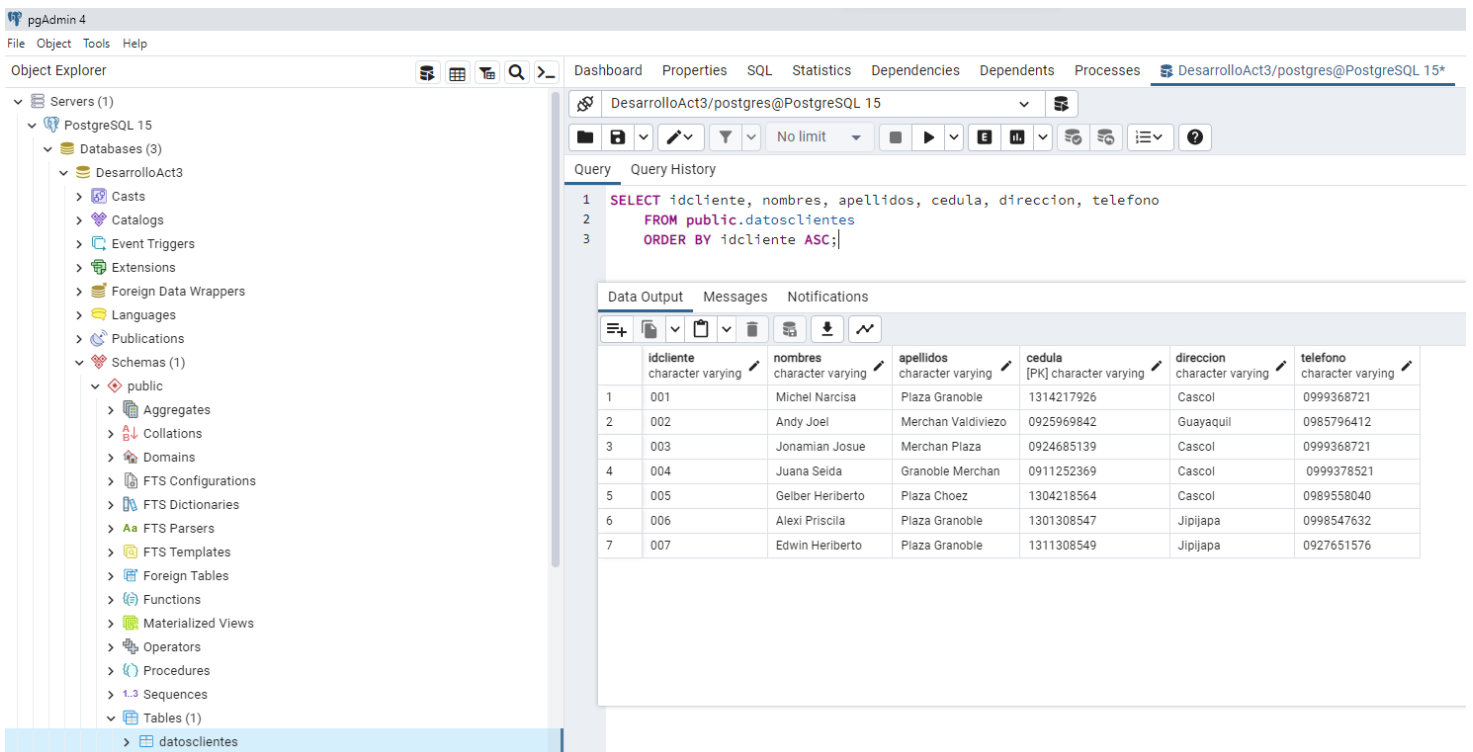 pgAdmin 4
File Object Tools Help
Object Explorer
Servers (1)
PostgreSQL 15
Databases (3)
DesarrolloAct3
Casts
Catalogs
Event Triggers
Extensions
Foreign Data Wrappers
Languages
Publications
Schemas (1)
public
Aggregates
Collations
Domains
FTS Configurations
FTS Dictionaries
Aa FTS Parsers
FTS Templates
Foreign Tables
Functions
Materialized Views
Operators
Procedures
1..3 Sequences
Tables (1)
datosclientes
Dashboard Properties SQL Statistics Dependencies Dependents Processes DesarrolloAct3/postgres@PostgreSQL 15*
DesarrolloAct3/postgres@PostgreSQL 15
No limit E
Query Query History
1 SELECT idcliente, nombres, apellidos, cedula, direccion, telefono
2 FROM public.datosclientes
3 ORDER BY idcliente ASC;
Data Output Messages Notifications
idcliente nombres apellidos cedula direccion telefono
character varying character varying character varying [PK] character varying character varying character varying
1 001 Michel Narcisa Plaza Granoble 1314217926 Cascol 0999368721
2 002 Andy Joel Merchan Valdiviezo 0925969842 Guayaquil 0985796412
3 003 Jonamian Josue Merchan Plaza 0924685139 Cascol 0999368721
4 004 Juana Seida Granoble Merchan 0911252369 Cascol 0999378521
5 005 Gelber Heriberto Plaza Choez 1304218564 Cascol 0989558040
6 006 Alexi Priscila Plaza Granoble 1301308547 Jipijapa 0998547632
7 007 Edwin Heriberto Plaza Granoble 1311308549 Jipijapa 0927651576